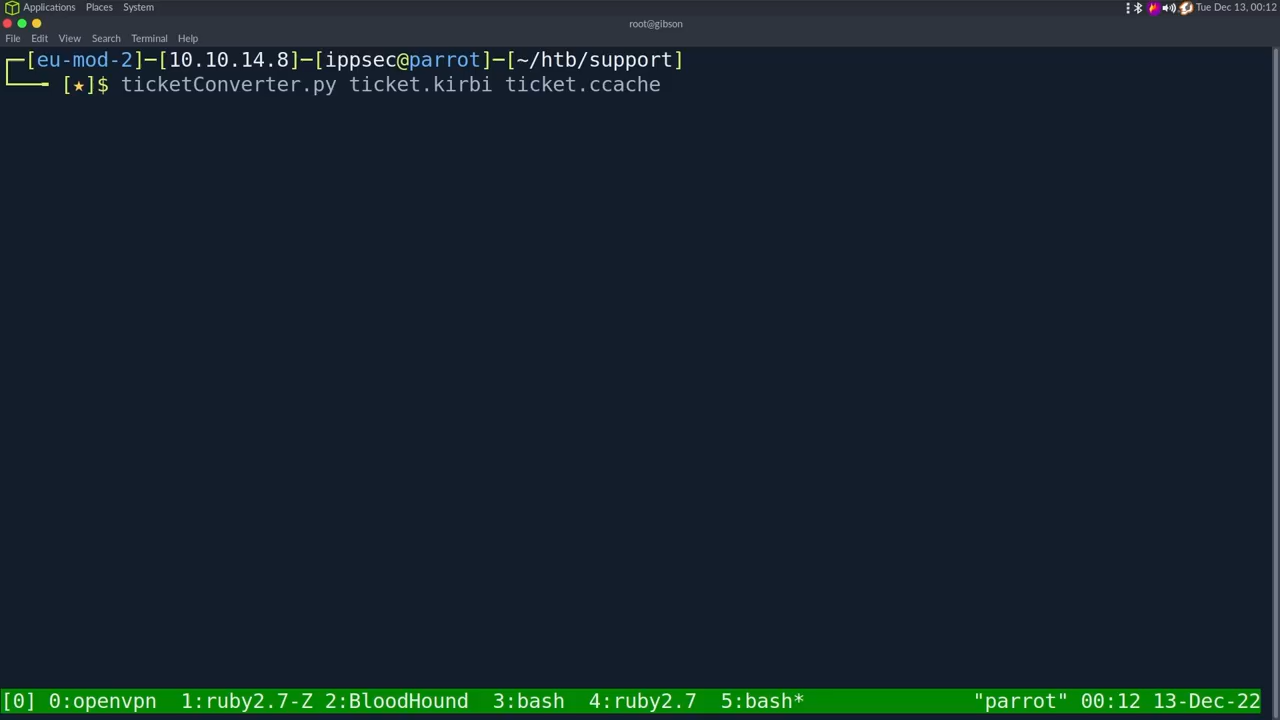 Applications Places System Tue Dec 13, 00:12
root@gibson
File Edit View Search Terminal Help
┌─[eu-mod-2]─[10.10.14.8]─[ippsec@parrot]─[~/htb/support]
└──╼ [★]$ ticketConverter.py ticket.kirbi ticket.ccache
[0] 0:openvpn 1:ruby2.7-Z 2:BloodHound 3:bash 4:ruby2.7 5:bash* "parrot" 00:12 13-Dec-22